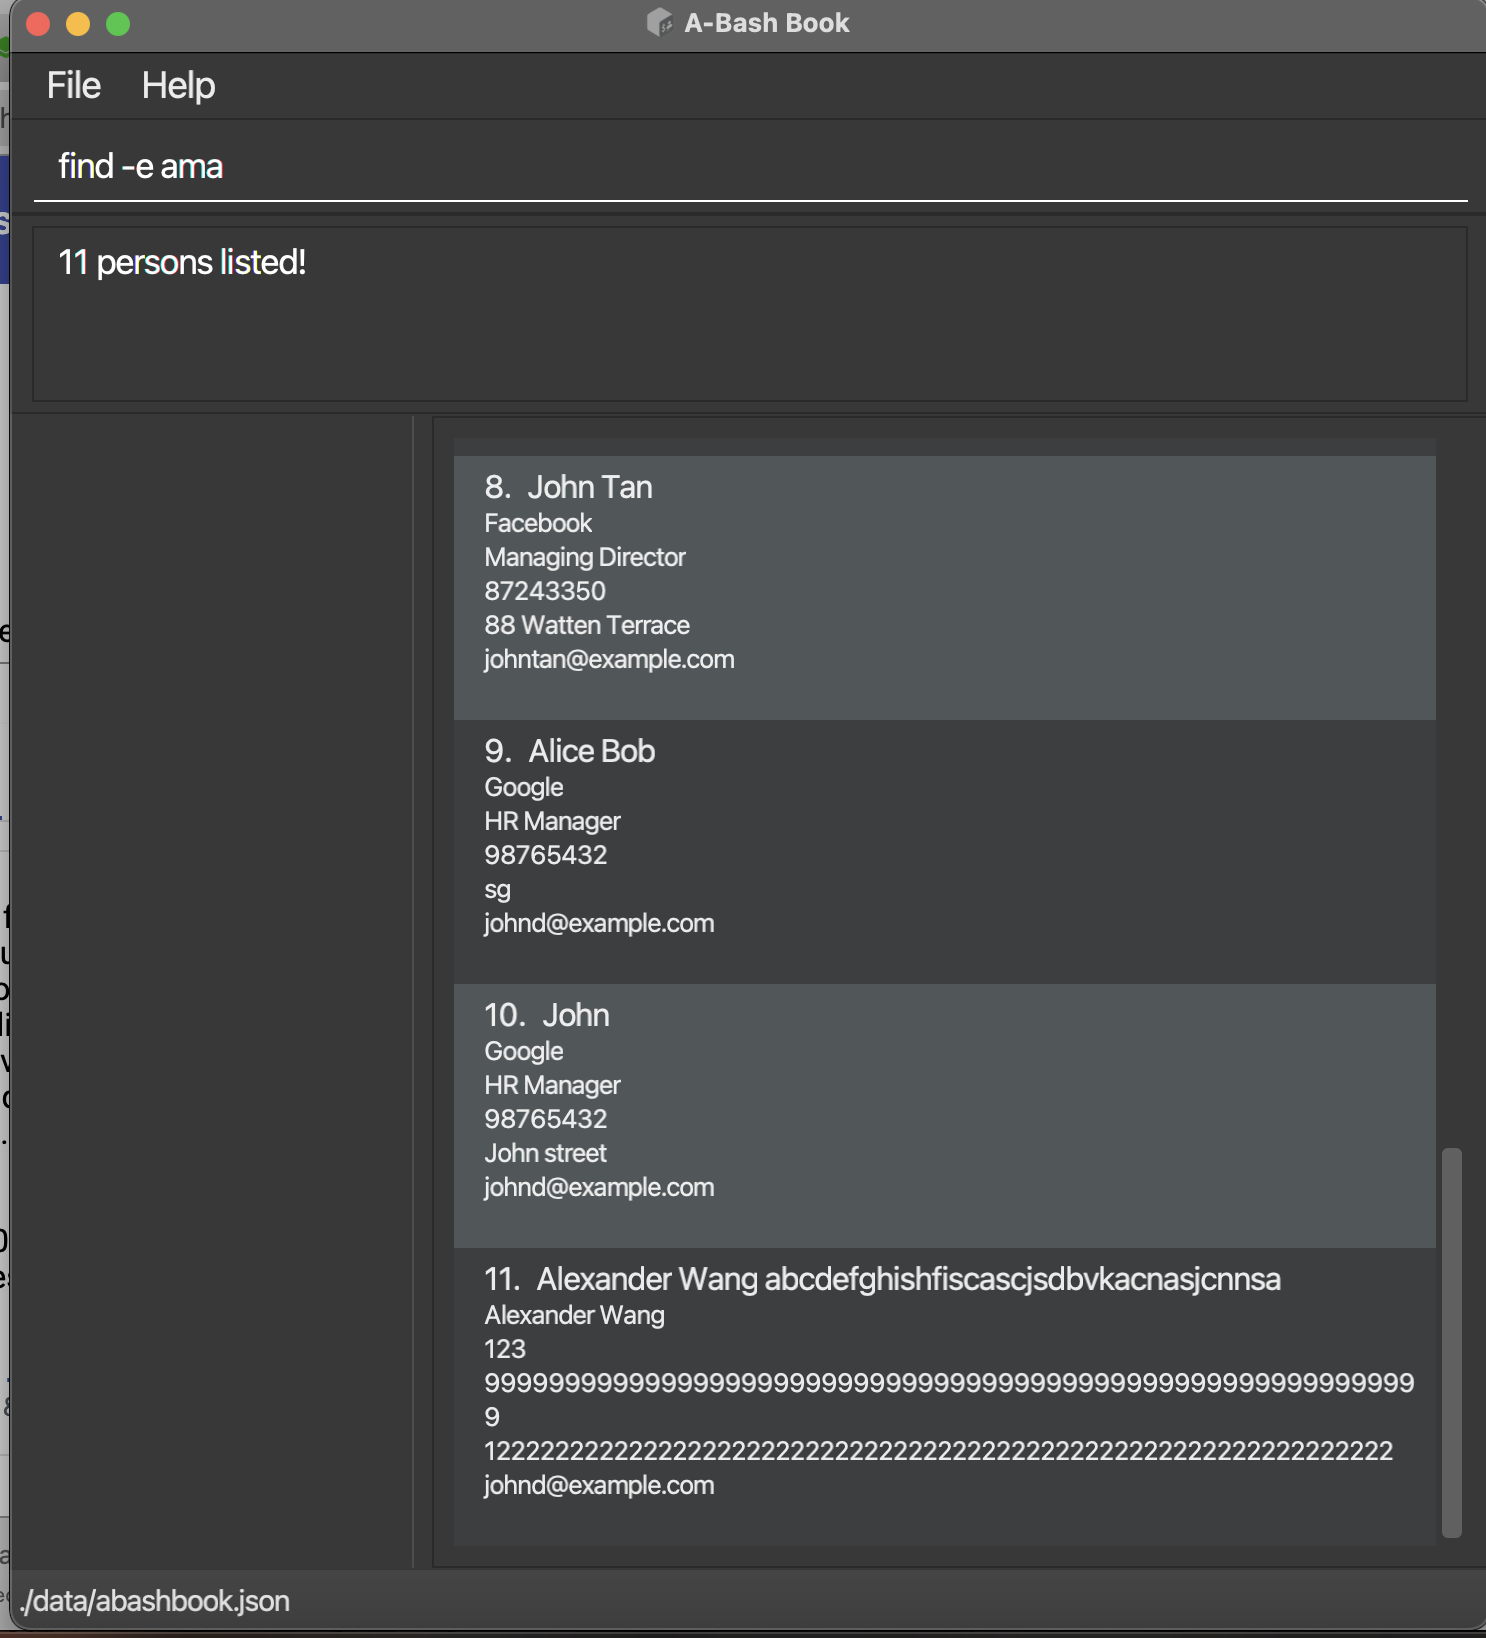 A-Bash Book
File Help
find -e ama
11 persons listed!
8. John Tan
Facebook
Managing Director
87243350
88 Watten Terrace
johntan@example.com
9. Alice Bob
Google
HR Manager
98765432
sg
johnd@example.com
10. John
Google
HR Manager
98765432
John street
johnd@example.com
11. Alexander Wang abcdefghishfiscascjsdbvkacnasjcnnsa
Alexander Wang
123
9999999999999999999999999999999999999999999999999999999999
9
12222222222222222222222222222222222222222222222222222222222222
johnd@example.com
./data/abashbook.json